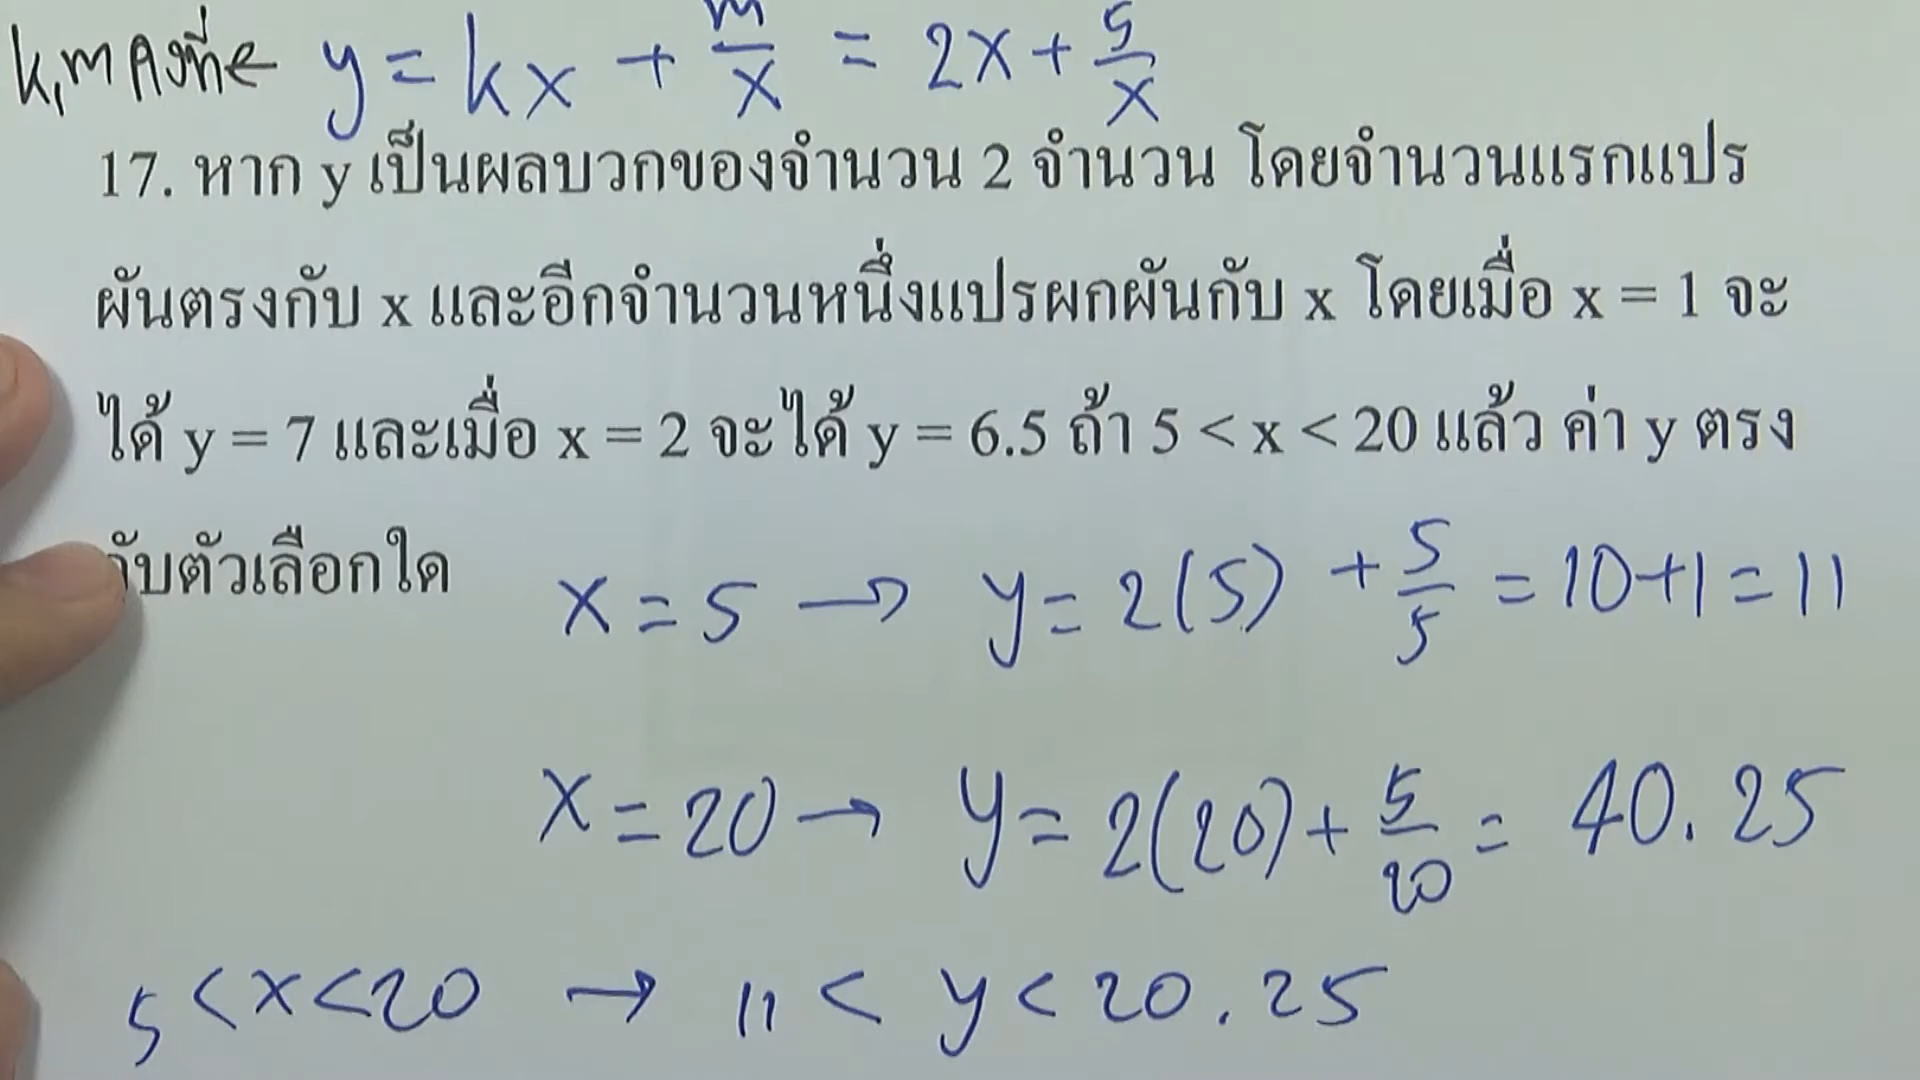 k,m คงที่ y = kx + m/x = 2x + 5/x
17. หาก y เป็นผลบวกของจำนวน 2 จำนวน โดยจำนวนแรกแปร
ผันตรงกับ x และอีกจำนวนหนึ่งแปรผกผันกับ x โดยเมื่อ x = 1 จะ
ได้ y = 7 และเมื่อ x = 2 จะได้ y = 6.5 ถ้า 5 < x < 20 แล้ว ค่า y ตรง
กับตัวเลือกใด
x = 5 → y = 2(5) + 5/5 = 10+1 = 11
x = 20 → y = 2(20) + 5/20 = 40.25
5 < x < 20 → 11 < y < 20.25